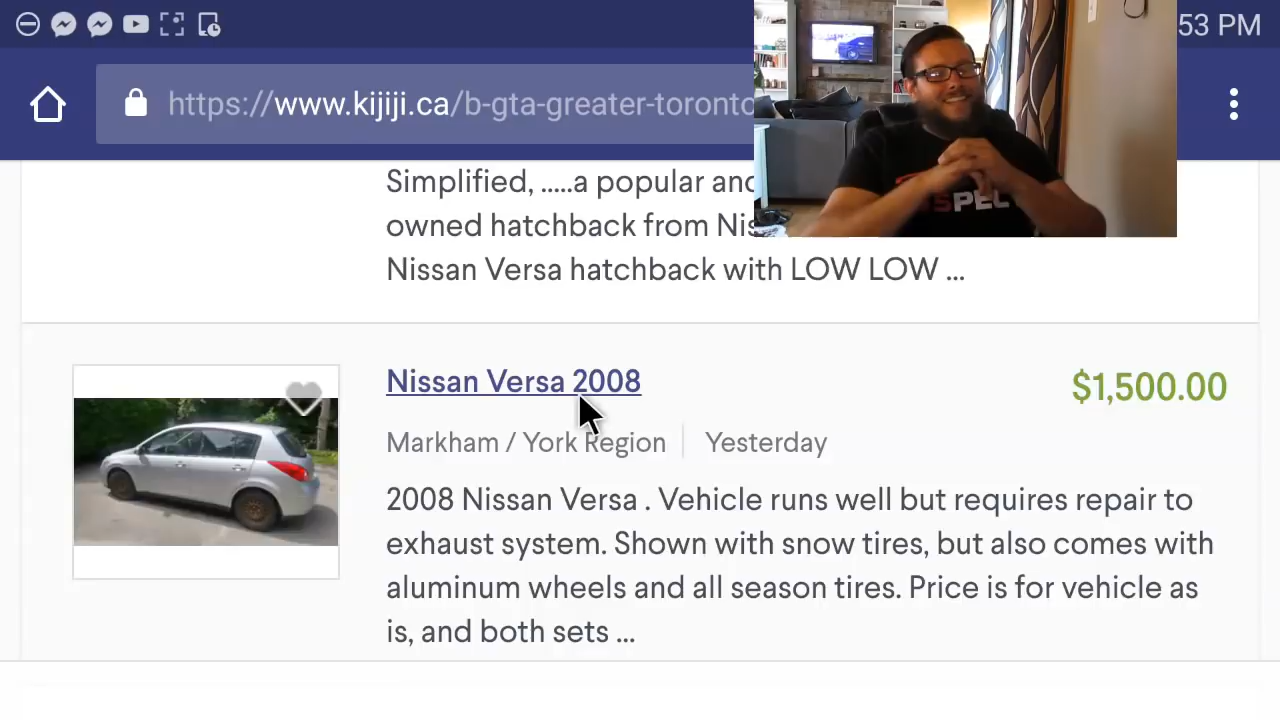 53 PM
https://www.kijiji.ca/b-gta-greater-toronto
Simplified, .....a popular and
owned hatchback from Nis
Nissan Versa hatchback with LOW LOW ...
SPEC
Nissan Versa 2008
$1,500.00
Markham / York Region
Yesterday
2008 Nissan Versa . Vehicle runs well but requires repair to
exhaust system. Shown with snow tires, but also comes with
aluminum wheels and all season tires. Price is for vehicle as
is, and both sets ...